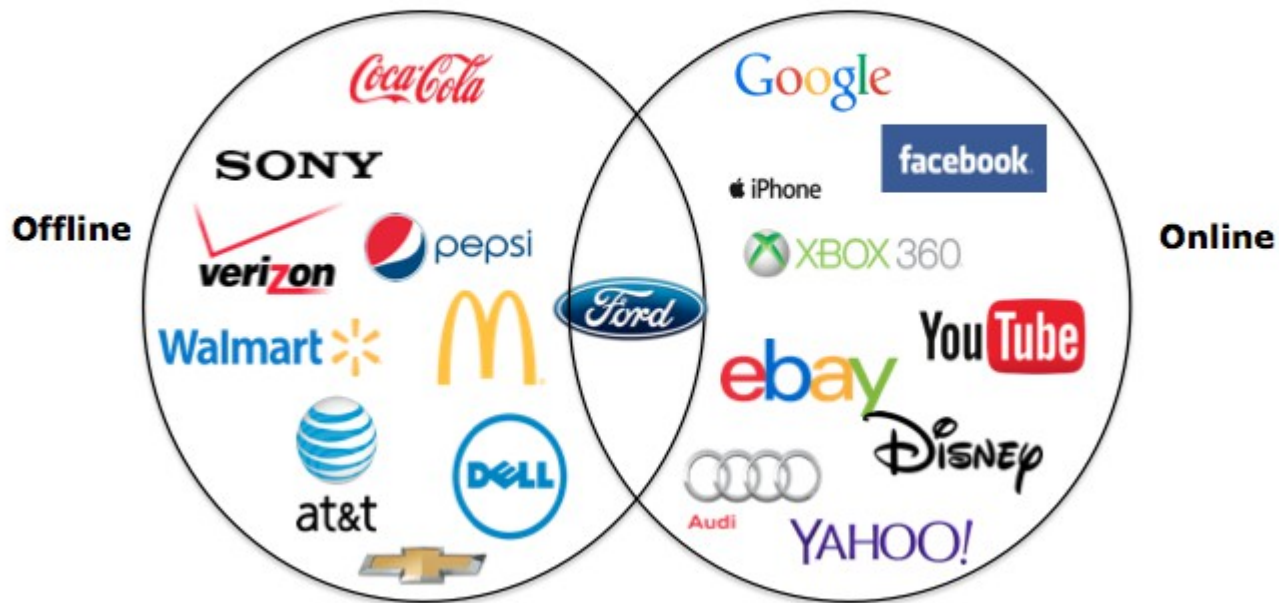 Coca-Cola
Google
SONY
facebook
iPhone
Offline
verizon
pepsi
XBOX 360
Online
Walmart
Ford
YouTube
ebay
at&t
DELL
DISNEY
Audi
YAHOO!